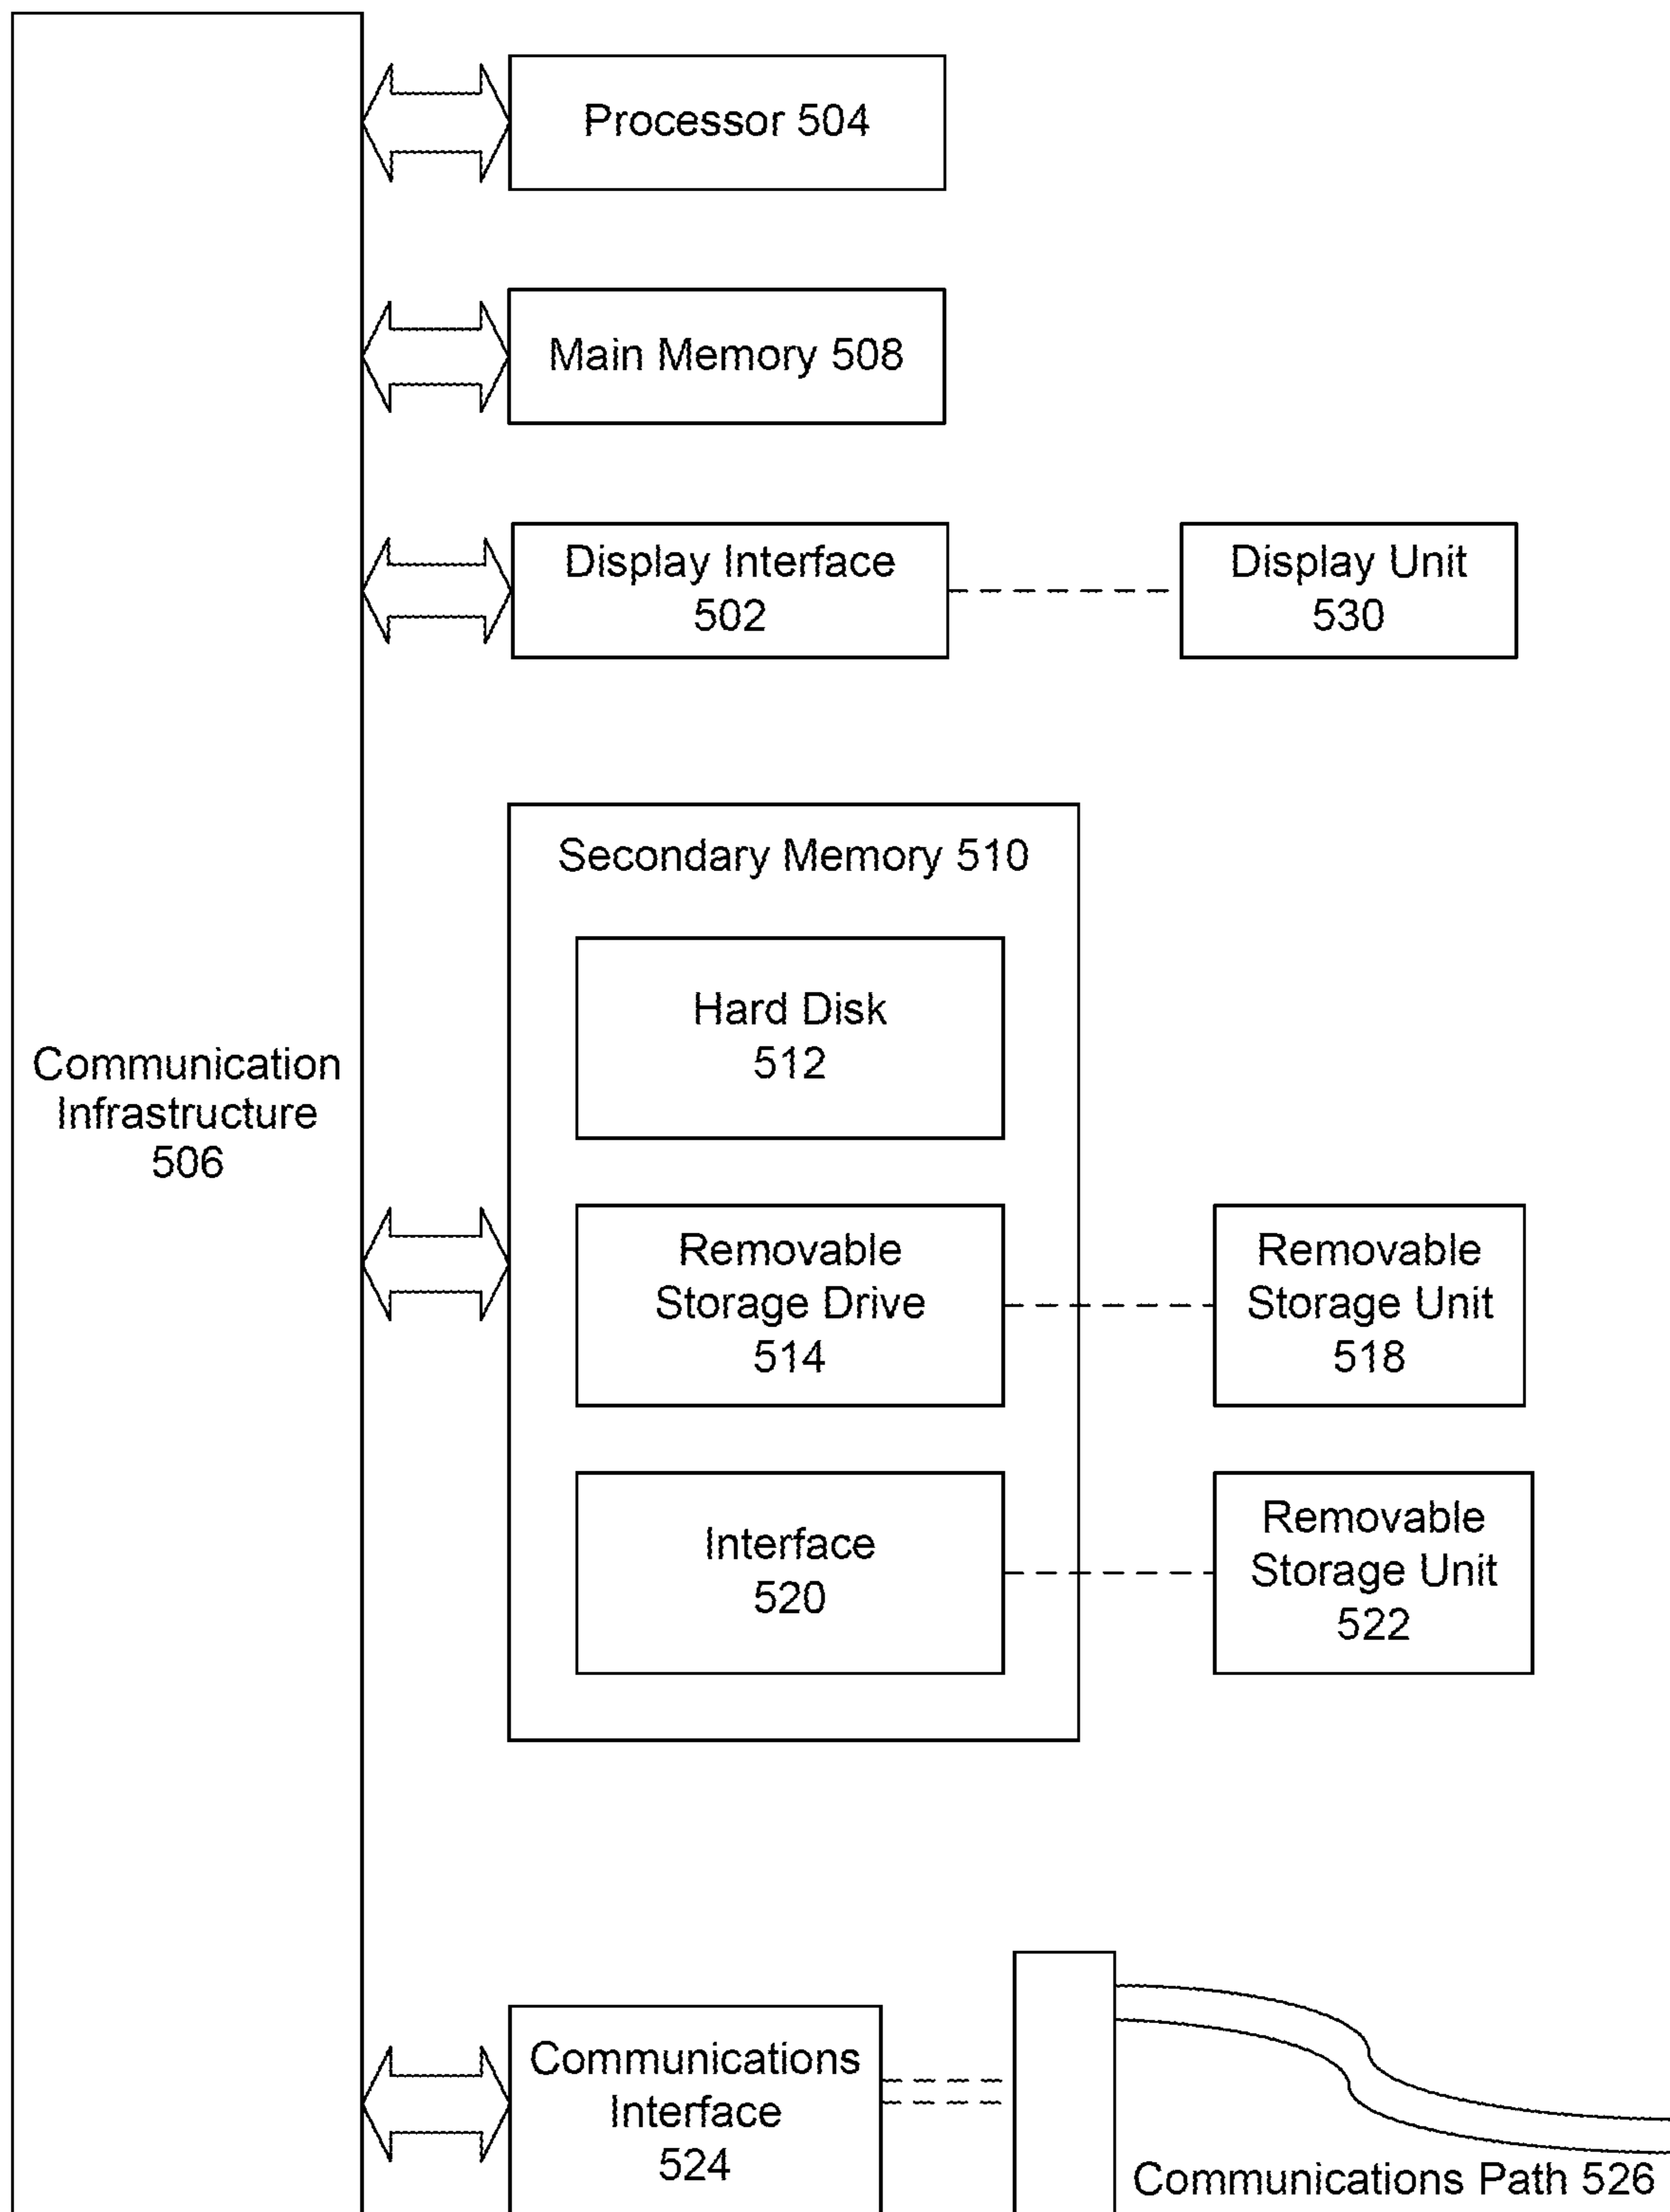 Processor 504
Main Memory 508
Display Interface
502
Display Unit
530
Secondary Memory 510
Hard Disk
512
Communication
Infrastructure
506
Removable
Storage Drive
514
Removable
Storage Unit
518
Interface
520
Removable
Storage Unit
522
Communications
Interface
524
Communications Path 526